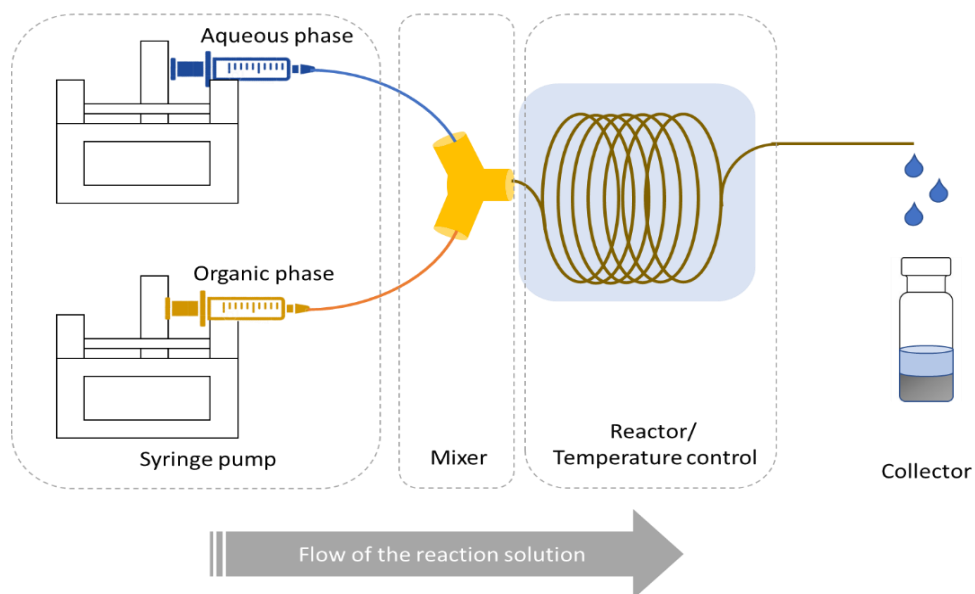 Aqueous phase
Organic phase
Syringe pump
Mixer
Reactor/
Temperature control
Collector
Flow of the reaction solution